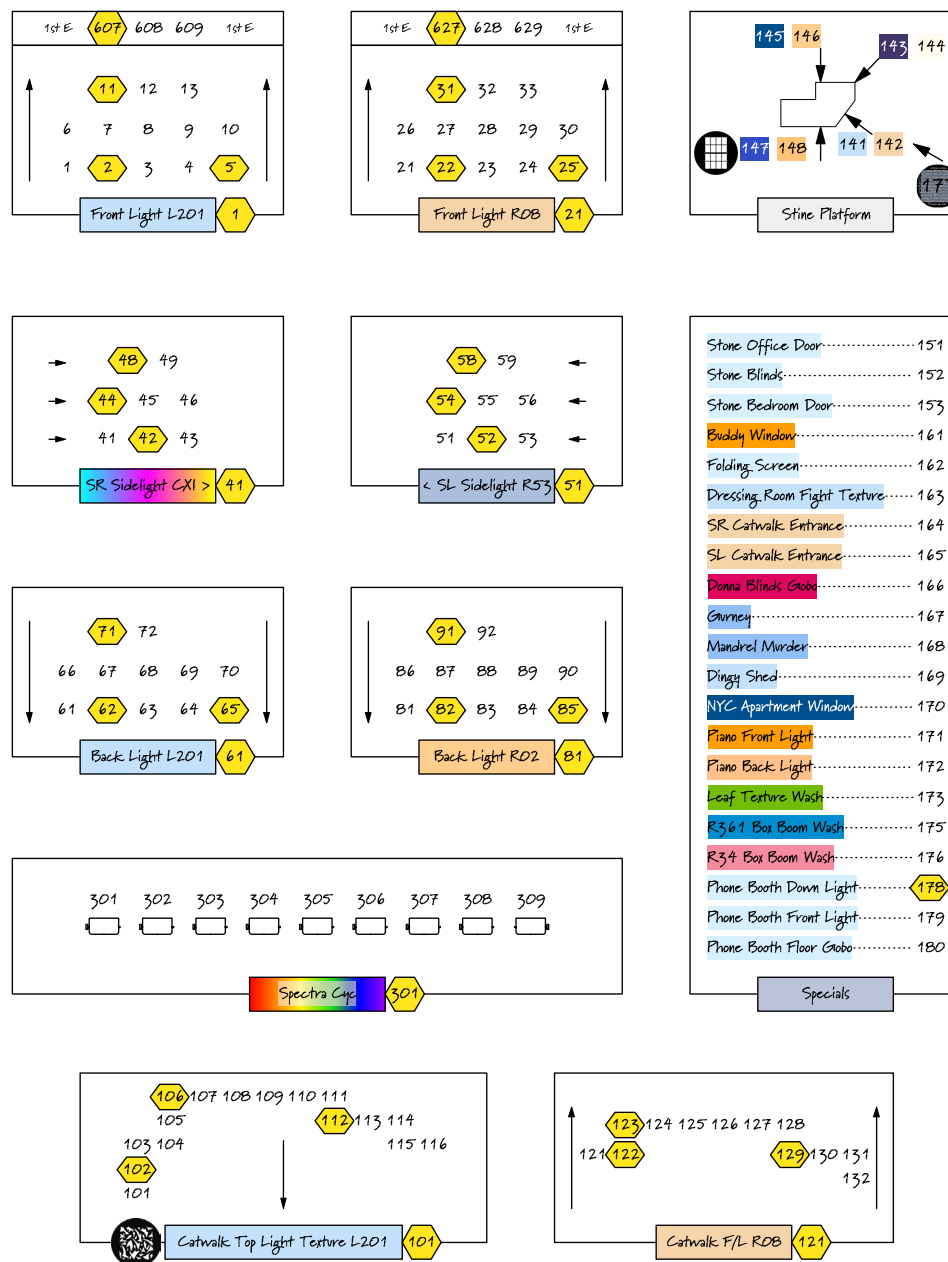 1st E 607 608 609 1st E
11 12 13
6 7 8 9 10
1 2 3 4 5
Front Light L201 1
1st E 627 628 629 1st E
31 32 33
26 27 28 29 30
21 22 23 24 25
Front Light R08 21
145 146
143 144
147 148 141 142
177
Stine Platform
48 49
44 45 46
41 42 43
SR Sidelight CXI > 41
58 59
54 55 56
51 52 53
< SL Sidelight R53 51
Stone Office Door 151
Stone Blinds 152
Stone Bedroom Door 153
Buddy Window 161
Folding Screen 162
Dressing Room Fight Texture 163
SR Catwalk Entrance 164
SL Catwalk Entrance 165
Donna Blinds Gobo 166
Gurney 167
Mandrel Murder 168
Dingy Shed 169
NYC Apartment Window 170
Piano Front Light 171
Piano Back Light 172
Leaf Texture Wash 173
R361 Box Boom Wash 175
R34 Box Boom Wash 176
Phone Booth Down Light 178
Phone Booth Front Light 179
Phone Booth Floor Gobo 180
Specials
71 72
66 67 68 69 70
61 62 63 64 65
Back Light L201 61
91 92
86 87 88 89 90
81 82 83 84 85
Back Light R02 81
301 302 303 304 305 306 307 308 309
Spectra Cyc 301
106 107 108 109 110 111
105 112 113 114
103 104 115 116
102
101
Catwalk Top Light Texture L201 101
123 124 125 126 127 128
121 122 129 130 131
132
Catwalk F/L R08 121